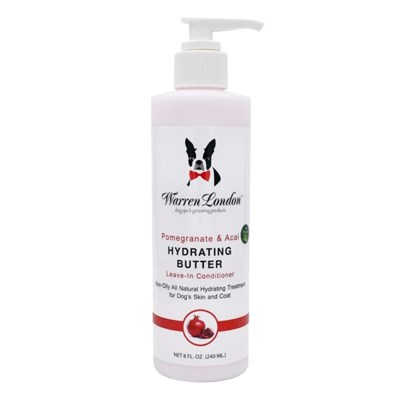 Warren London
dog spa & grooming products
Pomegranate & Acai
HYDRATING
BUTTER
Leave-In Conditioner
Non-Oily All Natural Hydrating Treatment
for Dog's Skin and Coat
NET 8 FL. OZ (240 ML)